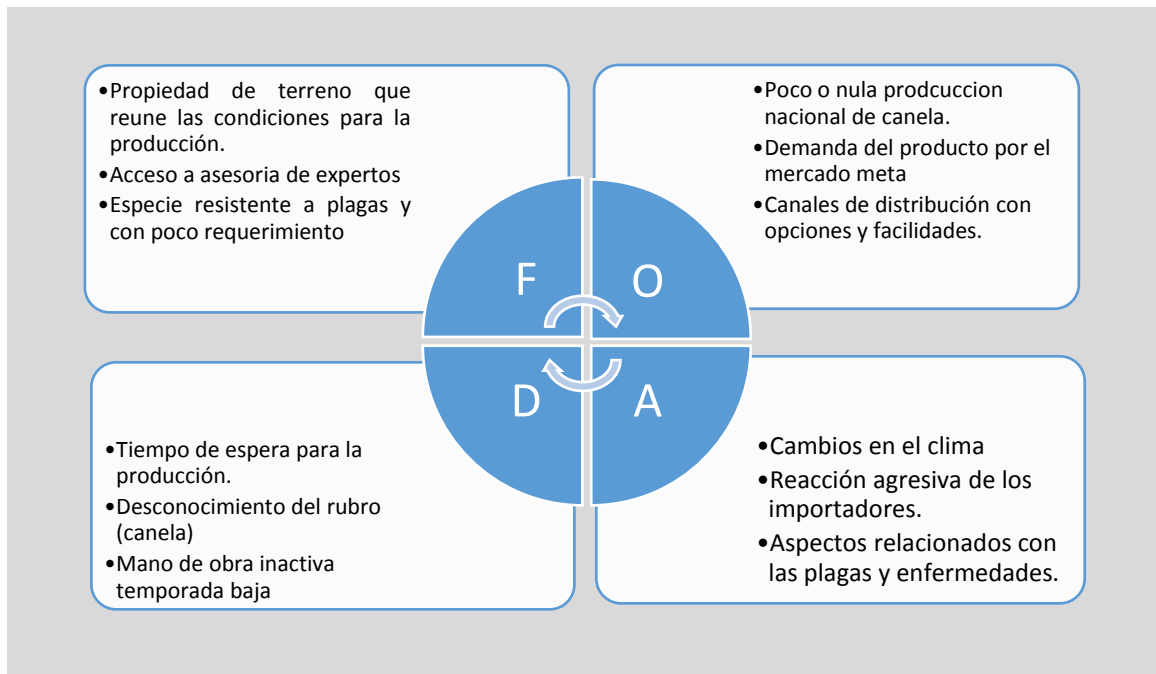 •Propiedad de terreno que
reune las condiciones para la
producción.
•Acceso a asesoria de expertos
•Especie resistente a plagas y
con poco requerimiento
•Poco o nula prodcuccion
nacional de canela.
•Demanda del producto por el
mercado meta
•Canales de distribución con
opciones y facilidades.
F
O
D
A
•Tiempo de espera para la
producción.
•Desconocimiento del rubro
(canela)
•Mano de obra inactiva
temporada baja
•Cambios en el clima
•Reacción agresiva de los
importadores.
•Aspectos relacionados con
las plagas y enfermedades.